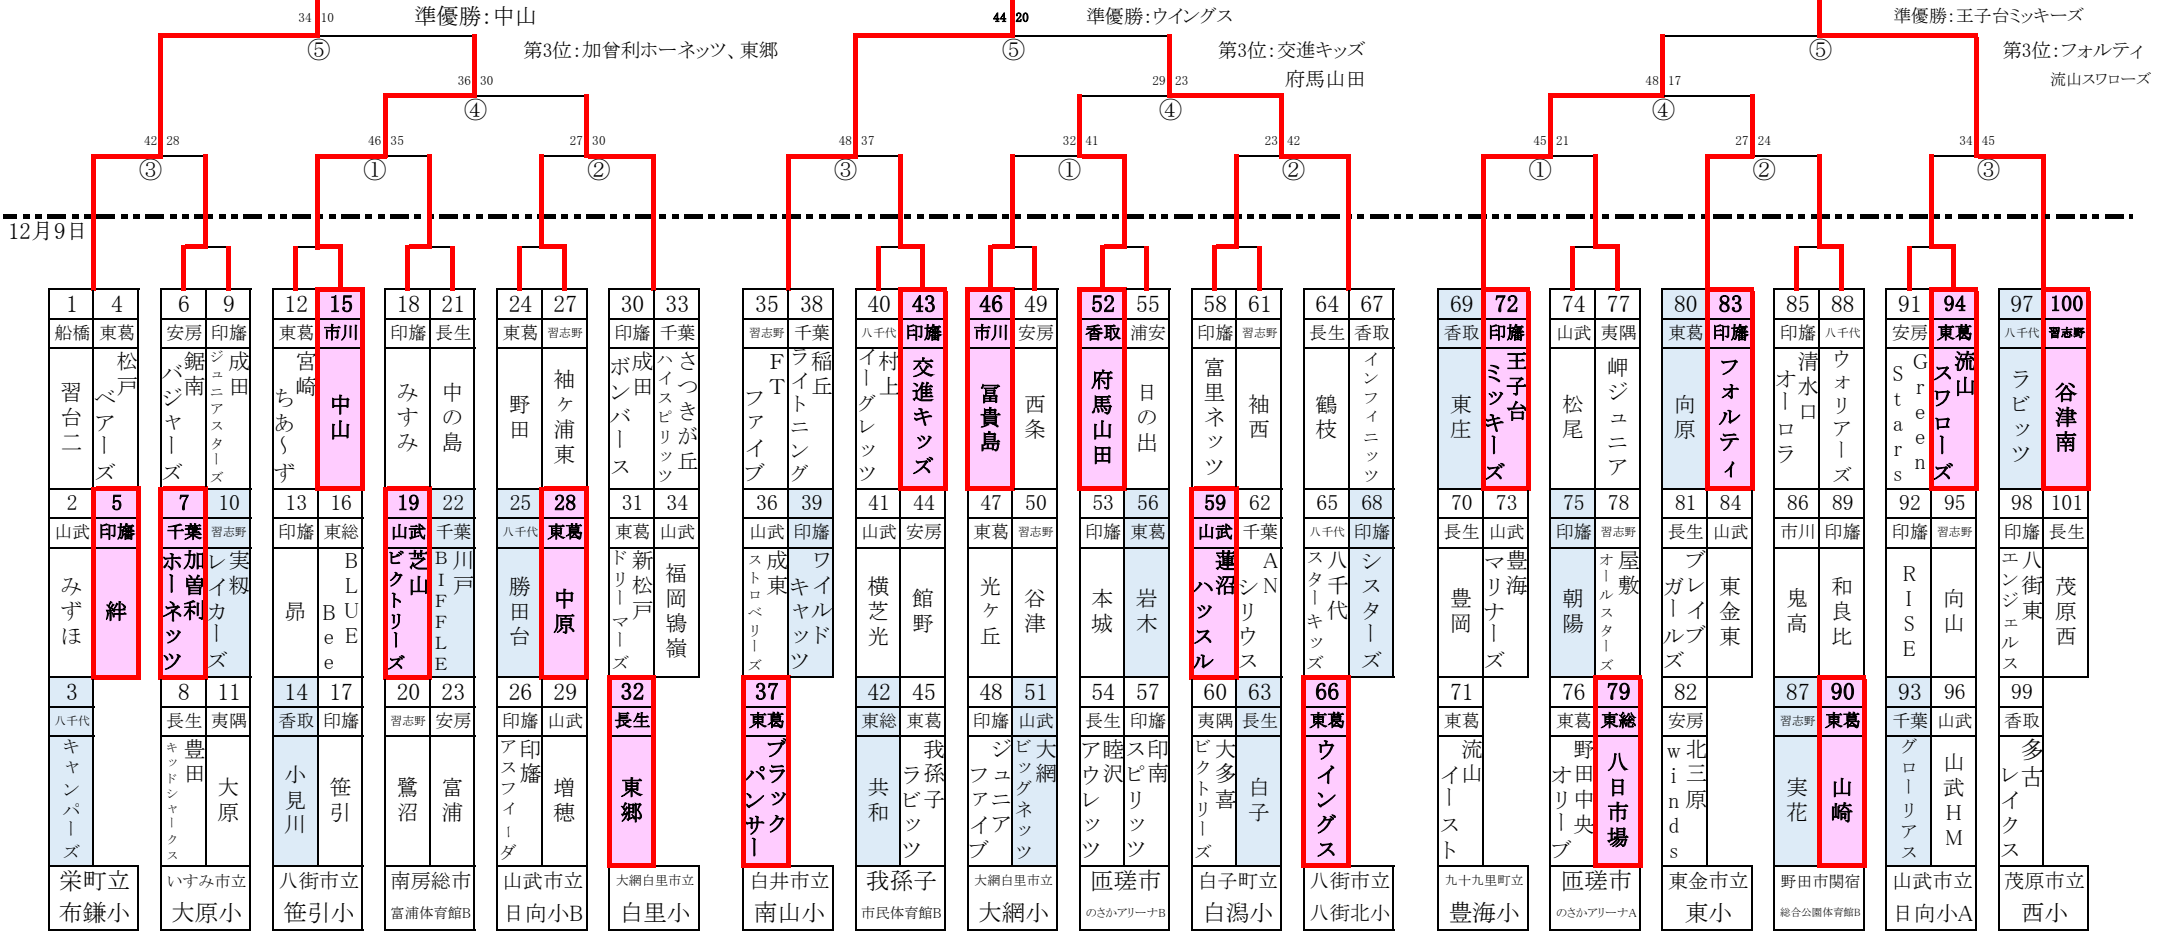 準優勝：中山
第3位：加曾利ホーネッツ、東郷
34 10
⑤
36 30
④
42 28
③
46 35
①
27 30
②
準優勝：ウイングス
第3位：交進キッズ
府馬山田
44 20
⑤
29 23
④
48 37
③
32 41
①
23 42
②
準優勝：王子台ミッキーズ
第3位：フォルティ
流山スワローズ
⑤
48 17
④
45 21
①
27 24
②
34 45
③
12月9日
1 船橋 習台二
4 東葛 松戸ベアーズ
2 山武 みずほ
5 印旛 絆
3 八千代 キャンパーズ
栄町立
布鎌小
6 安房 鋸南バジャーズ
9 印旛 成田ジュニアスターズ
7 千葉 加曽利ホーネッツ
10 習志野 実籾レイカーズ
8 長生 豊田キッドシャークス
11 夷隅 大原
いすみ市立
大原小
12 東葛 宮崎ちあ～ず
15 市川 中山
13 印旛 昴
16 東総 BLUE Bee
14 香取 小見川
17 印旛 笹引
八街市立
笹引小
18 印旛 みすみ
21 長生 中の島
19 山武 芝山ビクトリーズ
22 千葉 川戸BIFFLE
20 習志野 鷺沼
23 安房 富浦
南房総市
富浦体育館B
24 東葛 野田
27 習志野 袖ヶ浦東
25 八千代 勝田台
28 東葛 中原
26 印旛 印旛アスフィーダ
29 山武 増穂
山武市立
日向小B
30 印旛 成田ボンバース
33 千葉 さつきが丘ハイスピリッツ
31 東葛 新松戸ドリーマーズ
34 山武 福岡鴇嶺
32 長生 東郷
大網白里市立
白里小
35 習志野 FTファイブ
38 千葉 稲丘ライトニング
36 山武 成東ストロベリーズ
39 印旛 ワイルドキャッツ
37 東葛 ブラックパンサー
白井市立
南山小
40 八千代 村上イーグレッツ
43 印旛 交進キッズ
41 山武 横芝光
44 安房 館野
42 東総 共和
45 東葛 我孫子ラビッツ
我孫子
市民体育館B
46 市川 冨貴島
49 安房 西条
47 東葛 光ヶ丘
50 習志野 谷津
48 印旛 ジュニアファイブ
51 山武 大網ビッグネッツ
大網白里市立
大網小
52 香取 府馬山田
55 浦安 日の出
53 印旛 本城
56 東葛 岩木
54 長生 睦沢アウレッツ
57 印旛 印南スピリッツ
匝瑳市
のさかアリーナB
58 印旛 富里ネッツ
61 習志野 袖西
59 山武 蓮沼ハッスル
62 千葉 ANシリウス
60 夷隅 大多喜ビクトリーズ
63 長生 白子
白子町立
白潟小
64 長生 鶴枝
67 香取 インフィニッツ
65 八千代 八千代スターキッズ
68 印旛 シスターズ
66 東葛 ウイングス
八街市立
八街北小
69 香取 東庄
72 印旛 王子台ミッキーズ
70 長生 豊岡
73 山武 豊海マリナーズ
71 東葛 流山イースト
九十九里町立
豊海小
74 山武 松尾
77 夷隅 岬ジュニア
75 印旛 朝陽
78 習志野 屋敷オールスターズ
76 東葛 野田中央オリーブ
79 東総 八日市場
匝瑳市
のさかアリーナA
80 東葛 向原
83 印旛 フォルティ
81 長生 ブレイブガールズ
84 山武 東金東
82 安房 北三原winds
東金市立
東小
85 印旛 清水口オーロラ
88 八千代 ウォリアーズ
86 市川 鬼高
89 印旛 和良比
87 習志野 実花
90 東葛 山崎
野田市関宿
総合公園体育館B
91 安房 GreenStars
94 東葛 流山スワローズ
92 印旛 RISE
95 習志野 向山
93 千葉 グローリアス
96 山武 山武HM
山武市立
日向小A
97 八千代 ラビッツ
100 習志野 谷津南
98 印旛 八街東エンジェルス
101 長生 茂原西
99 香取 多古レイクス
茂原市立
西小